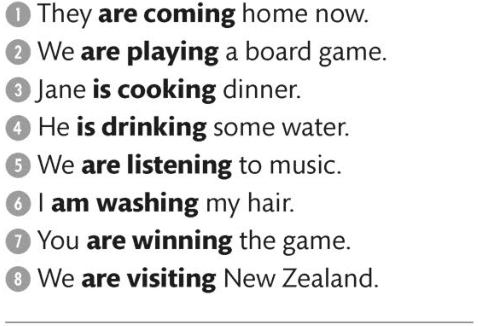 1 They are coming home now.
2 We are playing a board game.
3 Jane is cooking dinner.
4 He is drinking some water.
5 We are listening to music.
6 I am washing my hair.
7 You are winning the game.
8 We are visiting New Zealand.